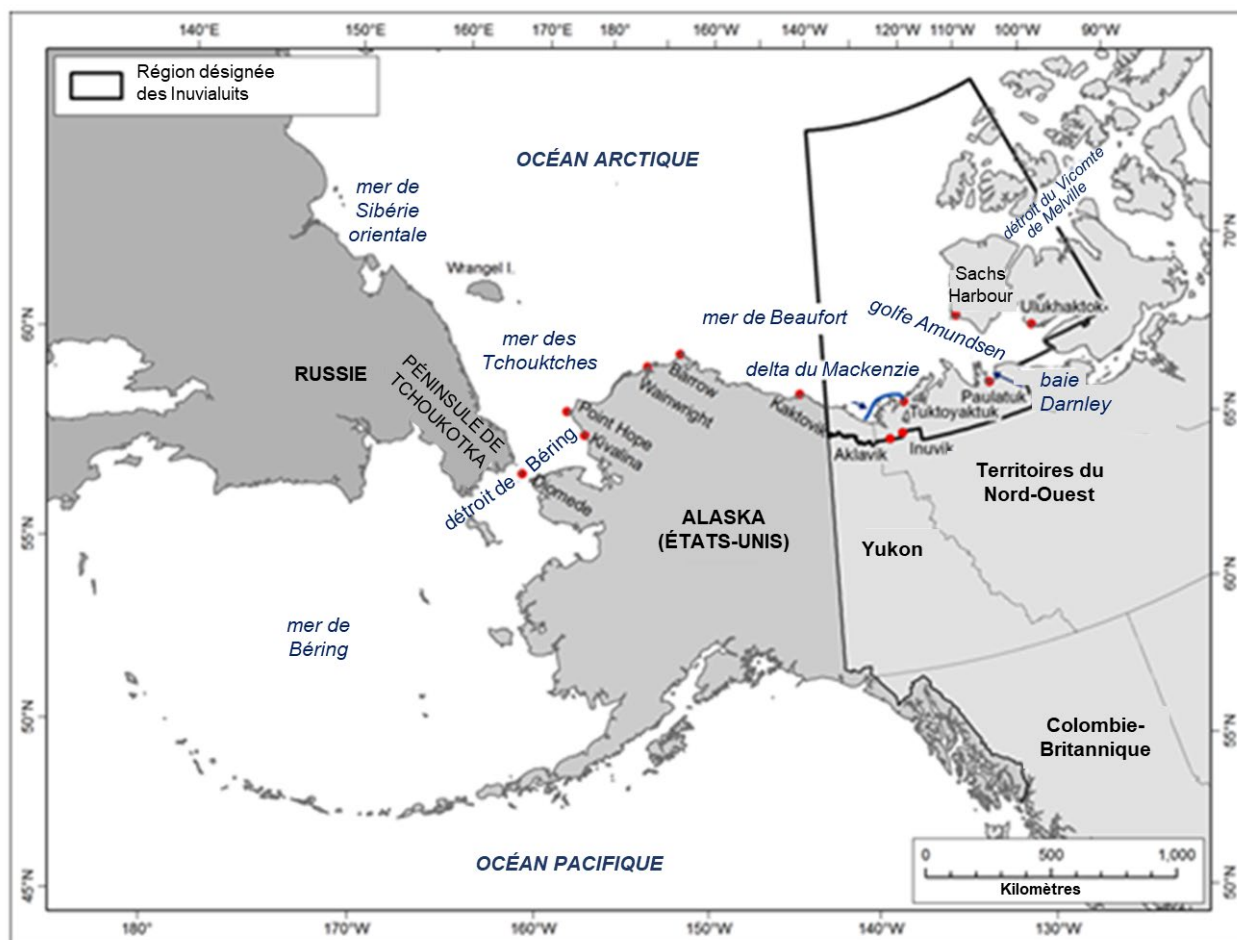 140°E 150°E 160°E 170°E 180° 160°W 140°W 120°W 110°W 100°W 90°W
Région désignée
des Inuvialuits
OCÉAN ARCTIQUE
mer de
Sibérie
orientale
détroit du Vicomte
de Melville
70°N
Wrangel I.
Sachs
Harbour
Ulukhaktok
60°N
mer de Beaufort
golfe Amundsen
mer des
Tchouktches
RUSSIE
PÉNINSULE DE
TCHOUKOTKA
Barrow
Wainwright
delta du Mackenzie
Kaktovik
Tuktoyaktuk
Paulatuk
baie
Darnley
65°N
Point Hope
Kivalina
Aklavik
Inuvik
détroit de Béring
Diomede
Territoires du
Nord-Ouest
ALASKA
(ÉTATS-UNIS)
Yukon
55°N
60°N
mer de
Béring
50°N
55°N
Colombie-
Britannique
OCÉAN PACIFIQUE
0 500 1,000
Kilomètres
45°N
50°N
180° 170°W 160°W 150°W 140°W 130°W